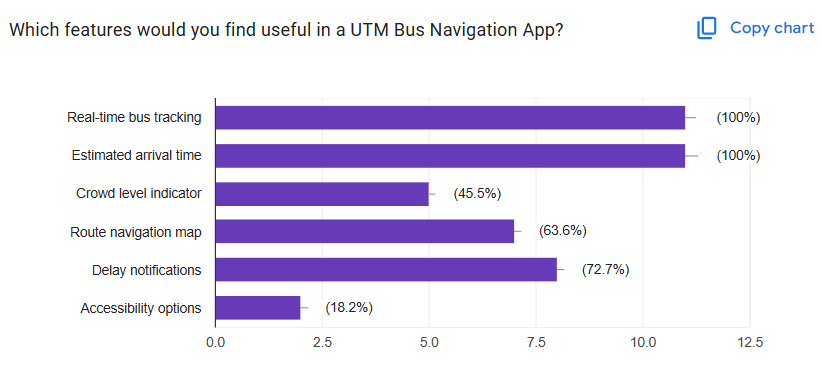 Which features would you find useful in a UTM Bus Navigation App?
Copy chart
Real-time bus tracking (100%)
Estimated arrival time (100%)
Crowd level indicator (45.5%)
Route navigation map (63.6%)
Delay notifications (72.7%)
Accessibility options (18.2%)
0.0 2.5 5.0 7.5 10.0 12.5